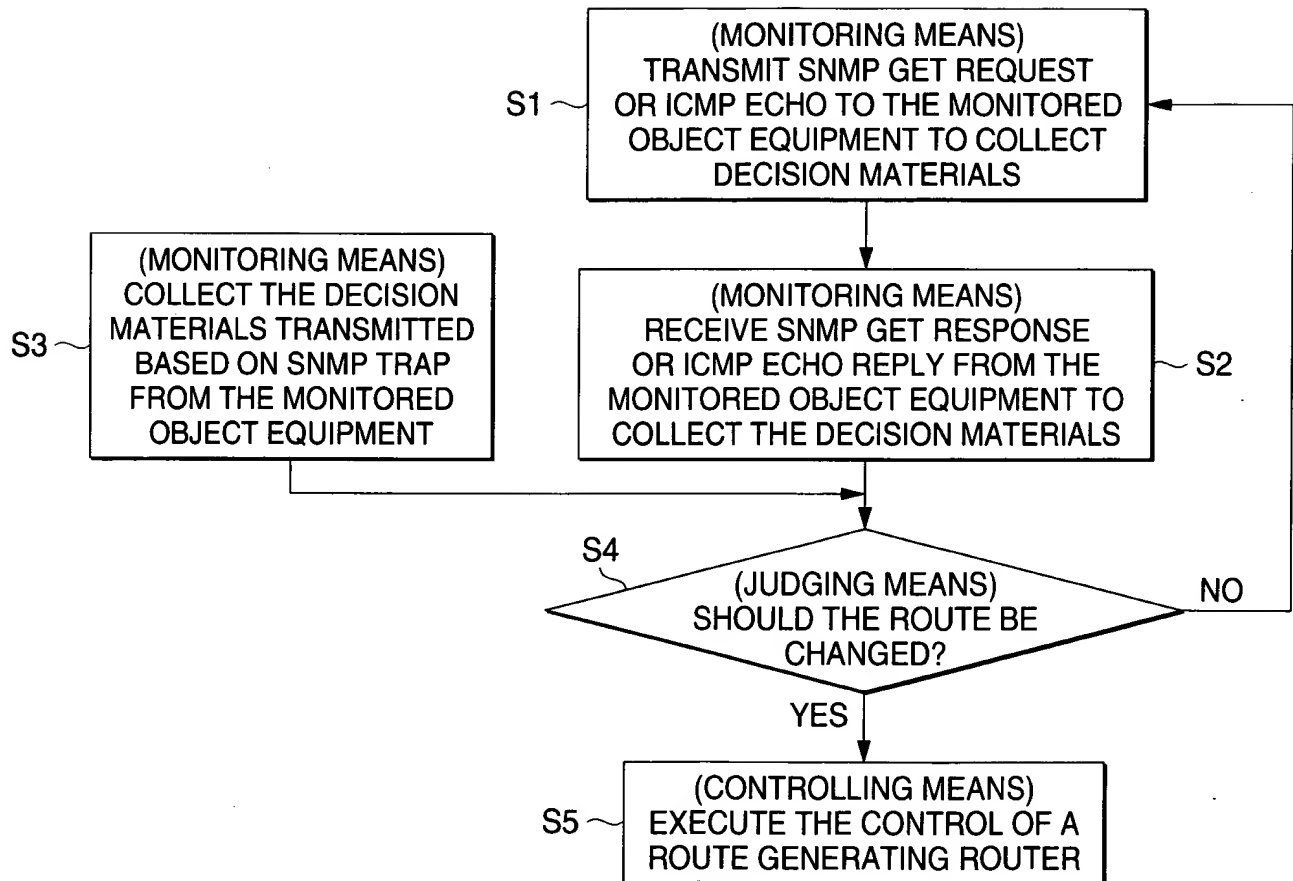 (MONITORING MEANS)
TRANSMIT SNMP GET REQUEST
OR ICMP ECHO TO THE MONITORED
OBJECT EQUIPMENT TO COLLECT
DECISION MATERIALS
S1
(MONITORING MEANS)
COLLECT THE DECISION
MATERIALS TRANSMITTED
BASED ON SNMP TRAP
FROM THE MONITORED
OBJECT EQUIPMENT
S3
(MONITORING MEANS)
RECEIVE SNMP GET RESPONSE
OR ICMP ECHO REPLY FROM THE
MONITORED OBJECT EQUIPMENT TO
COLLECT THE DECISION MATERIALS
S2
S4
(JUDGING MEANS)
SHOULD THE ROUTE BE
CHANGED?
NO
YES
(CONTROLLING MEANS)
EXECUTE THE CONTROL OF A
ROUTE GENERATING ROUTER
S5